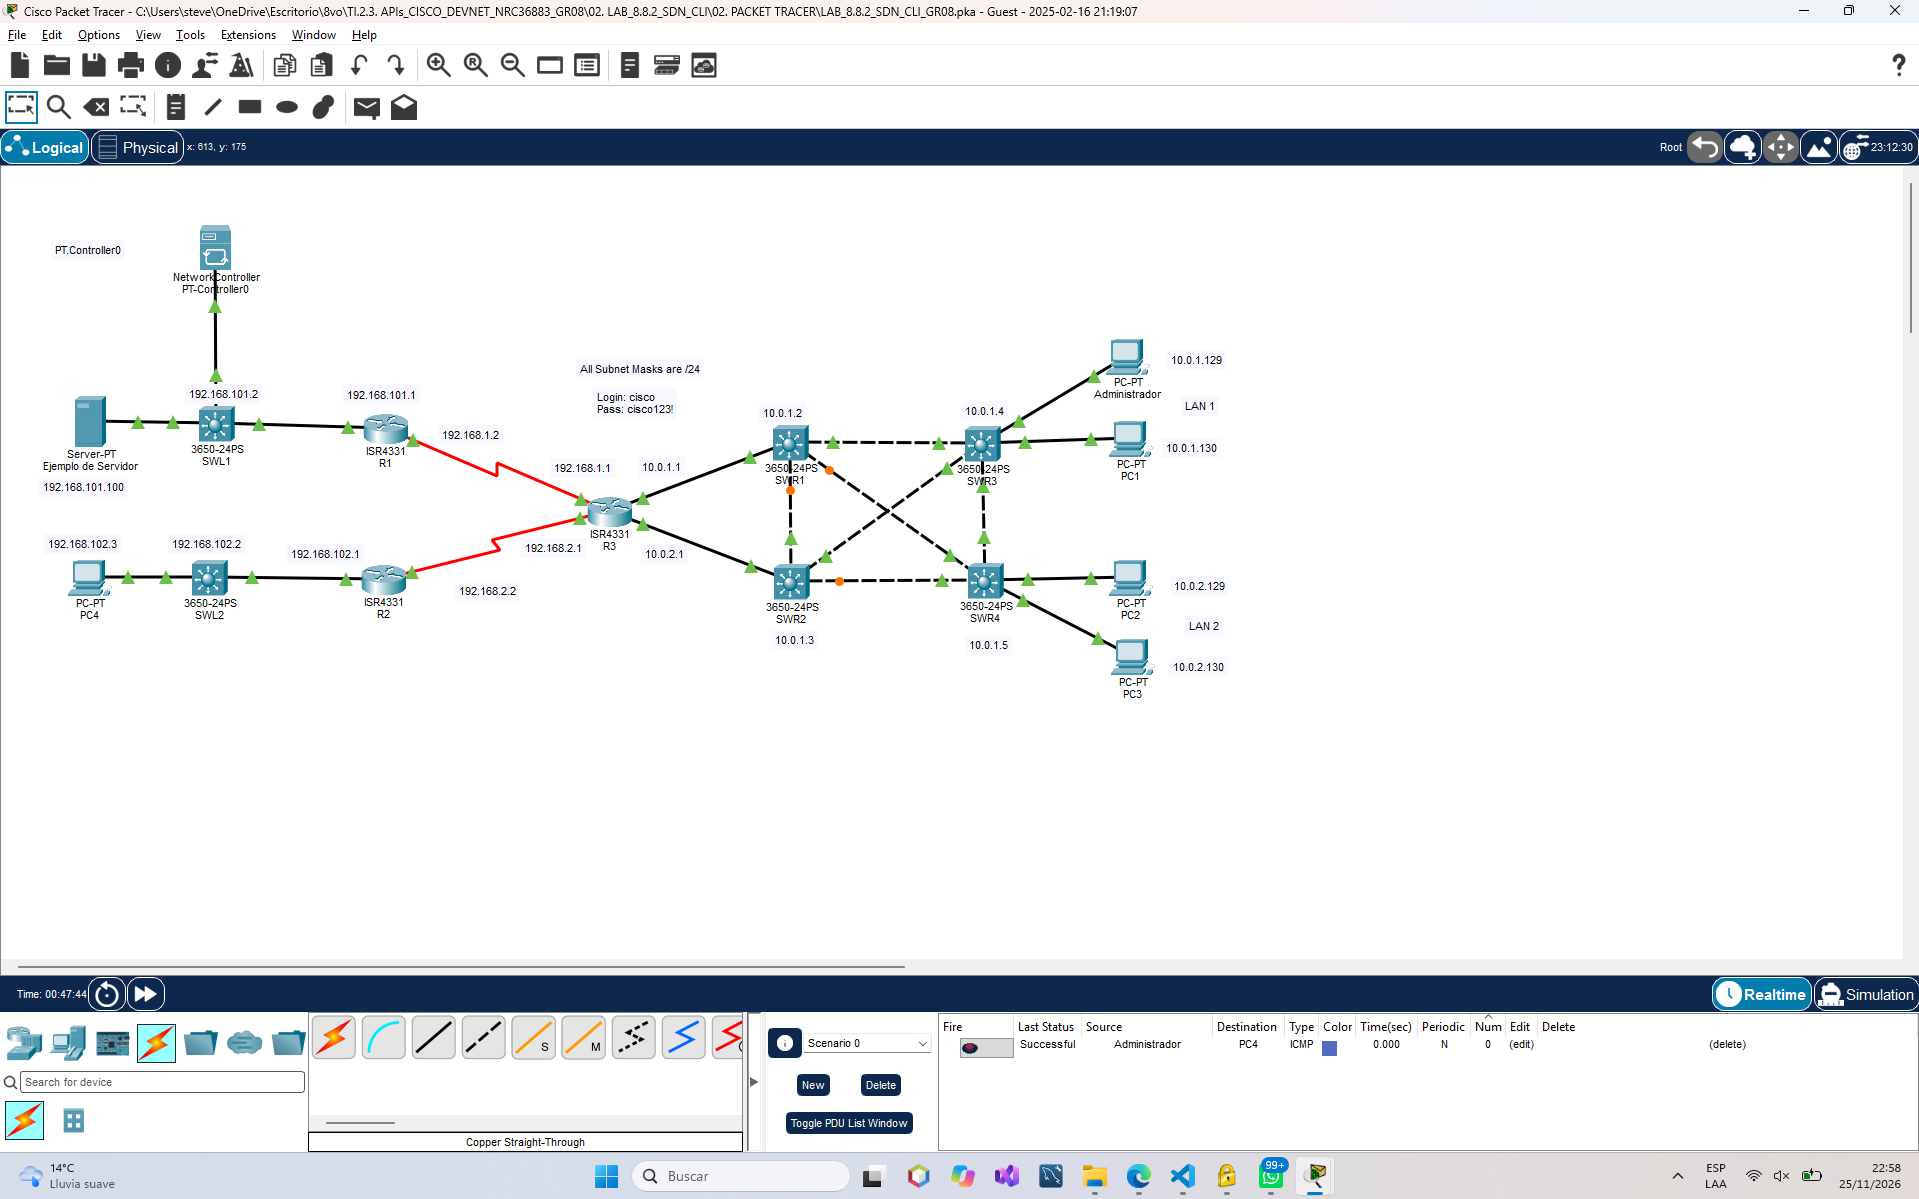 Cisco Packet Tracer - C:\Users\steve\OneDrive\Escritorio\8vo\TI.2.3. APIs_CISCO_DEVNET_NRC36883_GR08\02. LAB_8.8.2_SDN_CLI\02. PACKET TRACER\LAB_8.8.2_SDN_CLI_GR08.pka - Guest - 2025-02-16 21:19:07
File Edit Options View Tools Extensions Window Help
Logical Physical x: 613, y: 175 Root 23:12:30
PT.Controller0
NetworkController
PT-Controller0
192.168.101.2
192.168.101.1
Server-PT
Ejemplo de Servidor
192.168.101.100
3650-24PS
SWL1
ISR4331
R1
192.168.1.2
All Subnet Masks are /24
Login: cisco
Pass: cisco123!
192.168.1.1
10.0.1.1
ISR4331
R3
192.168.2.1
10.0.2.1
192.168.102.3
192.168.102.2
192.168.102.1
PC-PT
PC4
3650-24PS
SWL2
ISR4331
R2
192.168.2.2
10.0.1.2
3650-24PS
SWR1
10.0.1.4
3650-24PS
SWR3
3650-24PS
SWR2
10.0.1.3
3650-24PS
SWR4
10.0.1.5
10.0.1.129
PC-PT
Administrador
LAN 1
10.0.1.130
PC-PT
PC1
10.0.2.129
PC-PT
PC2
LAN 2
10.0.2.130
PC-PT
PC3
Time: 00:47:44 Realtime Simulation
Search for device
S M
Copper Straight-Through
Scenario 0
New Delete
Toggle PDU List Window
Fire Last Status Source Destination Type Color Time(sec) Periodic Num Edit Delete
Successful Administrador PC4 ICMP 0.000 N 0 (edit) (delete)
14°C
Lluvia suave
Buscar
99+
ESP
LAA
22:58
25/11/2026